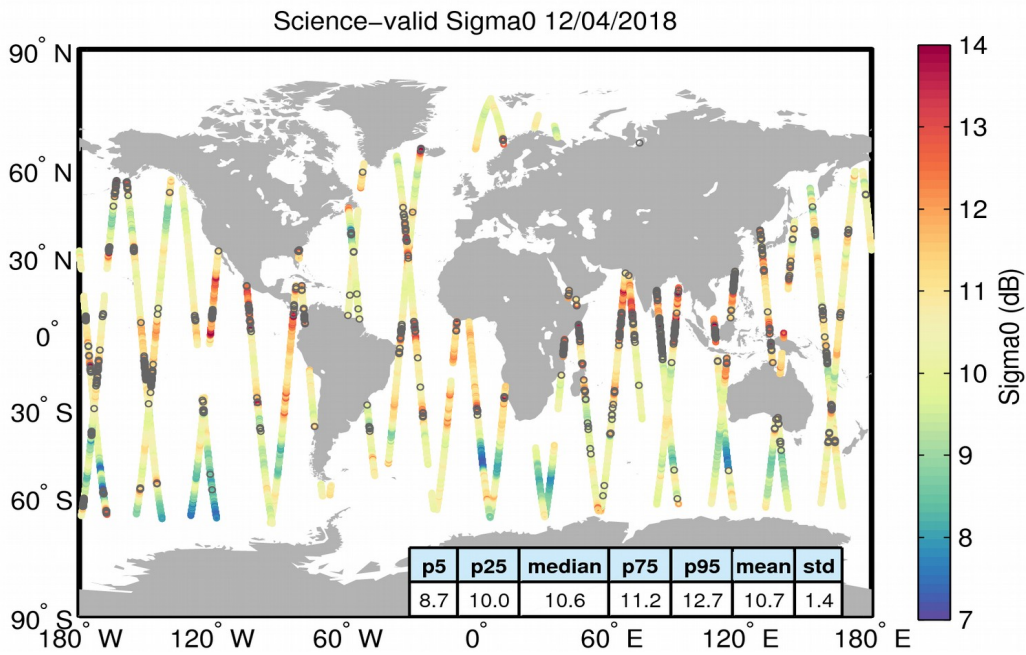 Science−valid Sigma0 12/04/2018
90° N
60° N
30° N
0°
30° S
60° S
90° S
180° W
120° W
60° W
0°
60° E
120° E
180° E
p5 p25 median p75 p95 mean std
8.7 10.0 10.6 11.2 12.7 10.7 1.4
14
13
12
11
10
9
8
7
Sigma0 (dB)